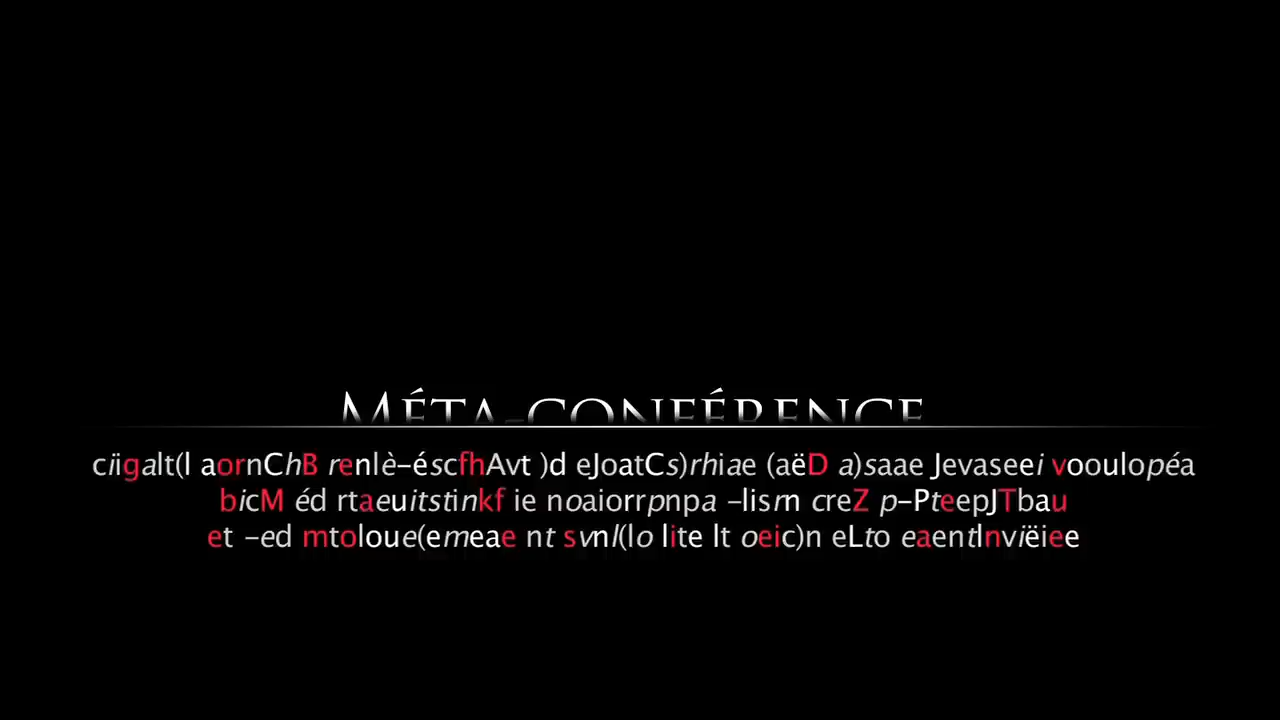 MÉTA-CONFÉRENCE
ciigalt(l aornChB renlè-éscfhAvt )d eJoatCs)rhiae (aëD a)saae Jevaseei vooulopéa
bicM éd rtaeuitstinkf ie noaiorrpnpa -lism creZ p-PteepJTbau
et -ed mtoloue(emeae nt svnl(lo lite lt oeic)n eLto eaentlnviëiee